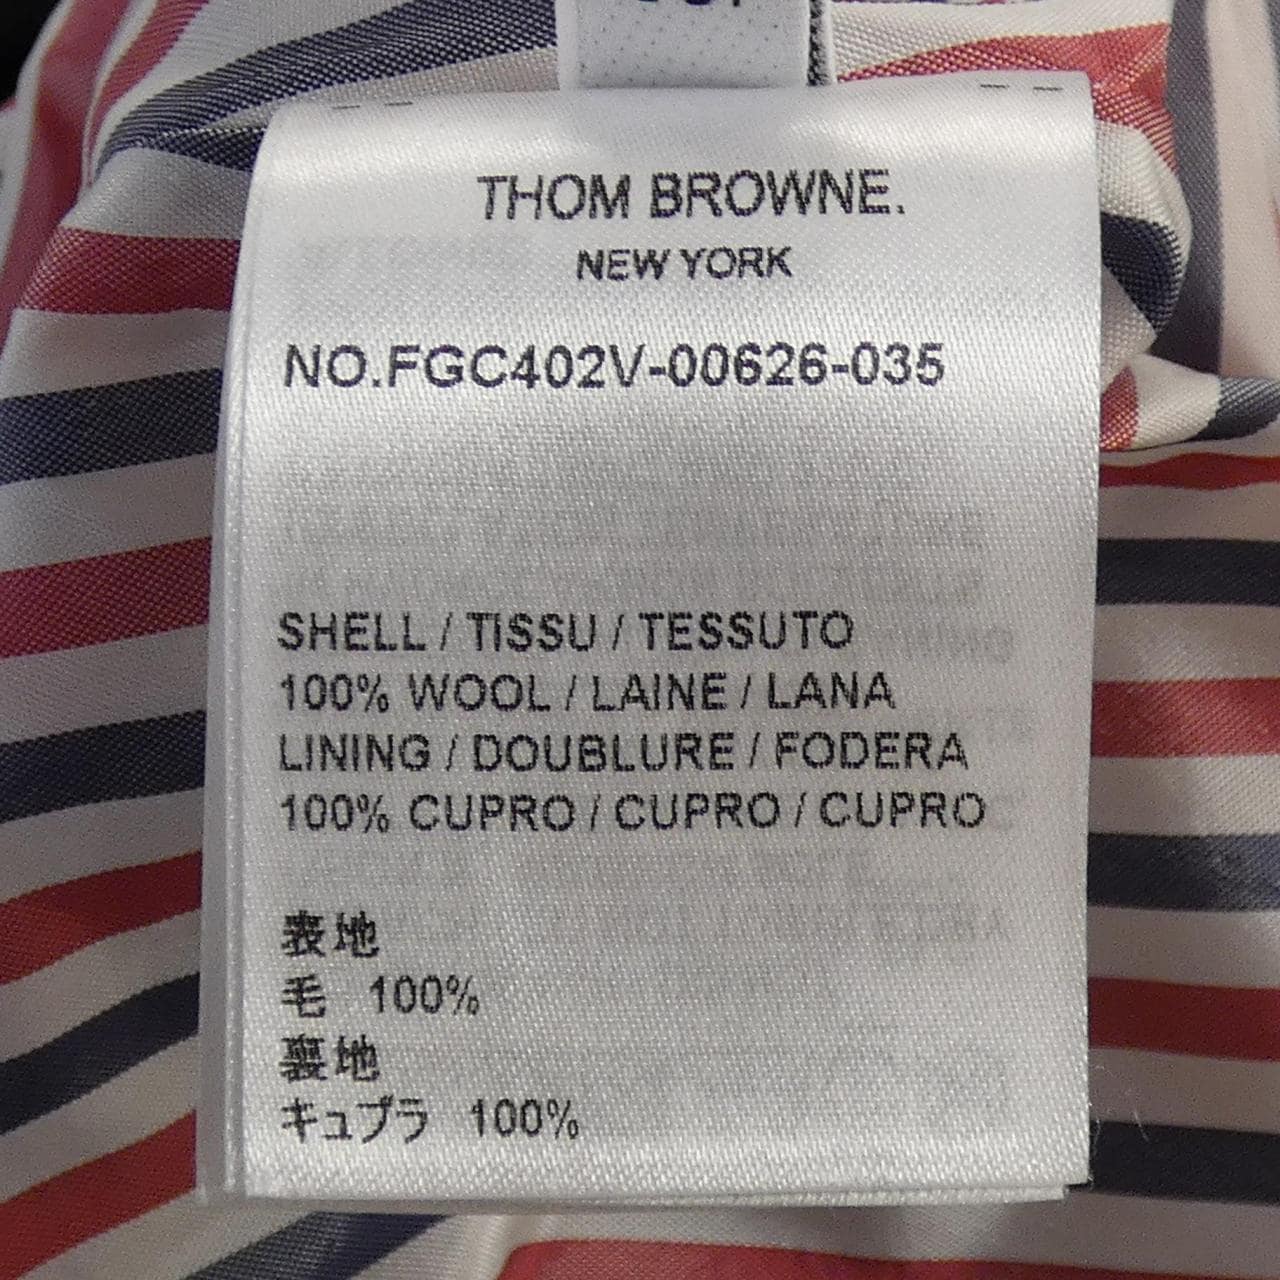 THOM BROWNE.
NEW YORK
NO.FGC402V-00626-035
SHELL / TISSU / TESSUTO
100% WOOL / LAINE / LANA
LINING / DOUBLURE / FODERA
100% CUPRO / CUPRO / CUPRO
表地
毛 100%
裏地
キュプラ 100%